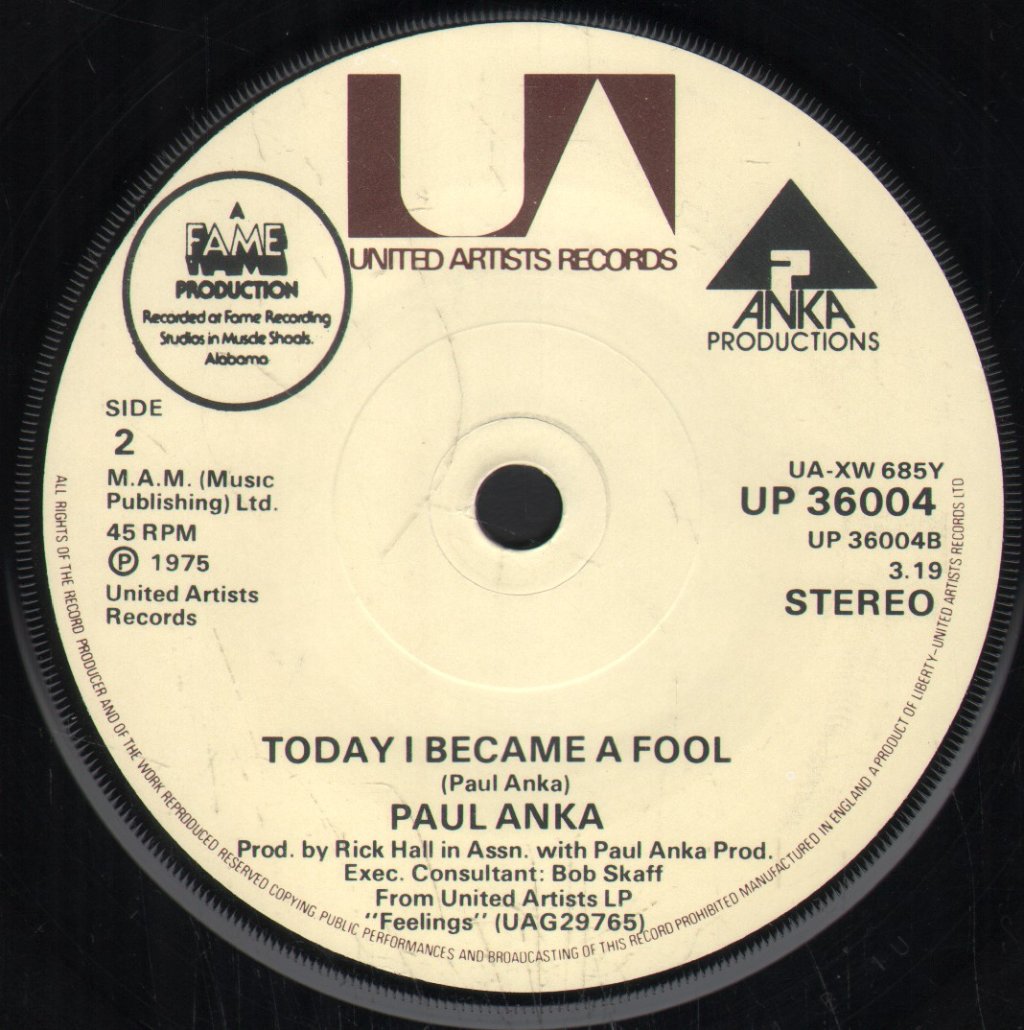 UA
UNITED ARTISTS RECORDS
A
FAME
PRODUCTION
Recorded at Fame Recording
Studios in Muscle Shoals.
Alabama
P
ANKA
PRODUCTIONS
SIDE
2
M.A.M. (Music
Publishing) Ltd.
45 RPM
Ⓟ 1975
United Artists
Records
UA-XW 685Y
UP 36004
UP 36004B
3.19
STEREO
TODAY I BECAME A FOOL
(Paul Anka)
PAUL ANKA
Prod. by Rick Hall in Assn. with Paul Anka Prod.
Exec. Consultant: Bob Skaff
From United Artists LP
"Feelings" (UAG29765)
ALL RIGHTS OF THE RECORD PRODUCER AND OF THE WORK REPRODUCED RESERVED COPYING PUBLIC PERFORMANCES AND BROADCASTING OF THIS RECORD PROHIBITED MANUFACTURED IN ENGLAND A PRODUCT OF LIBERTY-UNITED ARTISTS RECORDS LTD